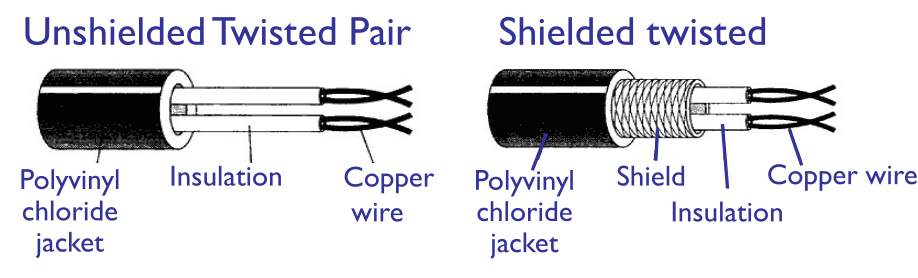 Unshielded Twisted Pair
Shielded twisted
Polyvinyl
chloride
jacket
Insulation
Copper
wire
Polyvinyl
chloride
jacket
Shield
Insulation
Copper wire